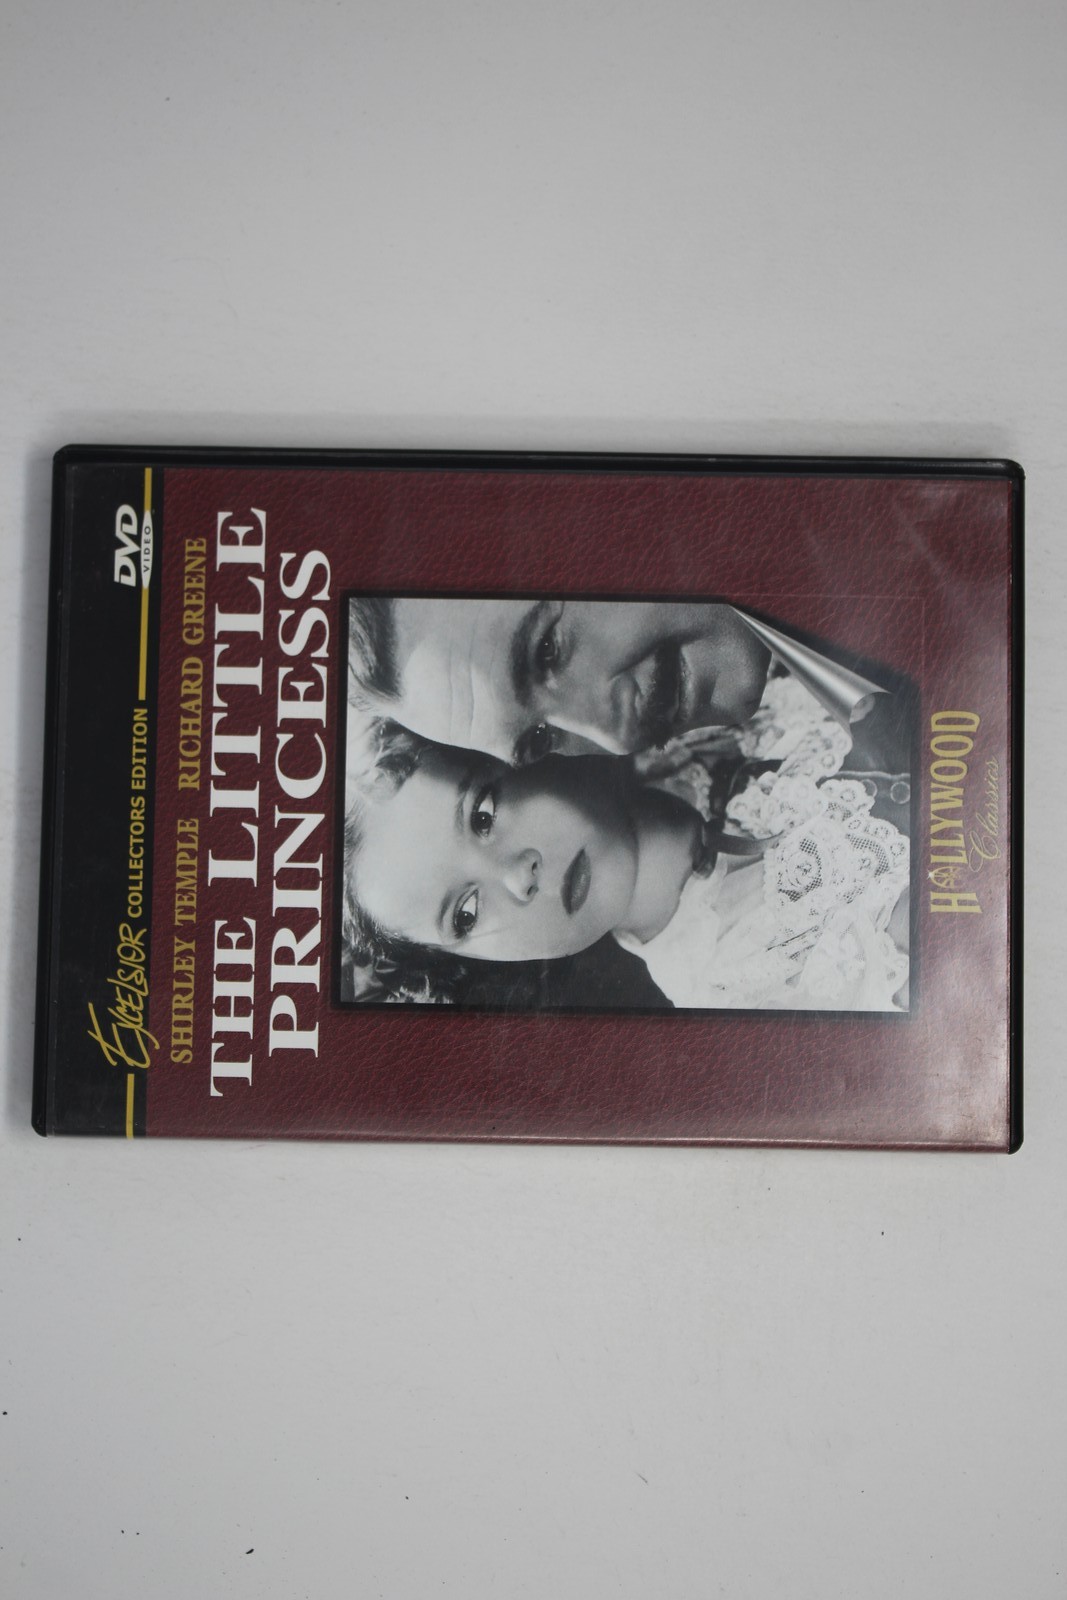 DVD
VIDEO
EXCELSIOR COLLECTORS EDITION
SHIRLEY TEMPLE RICHARD GREENE
THE LITTLE
PRINCESS
HOLLYWOOD
Classics